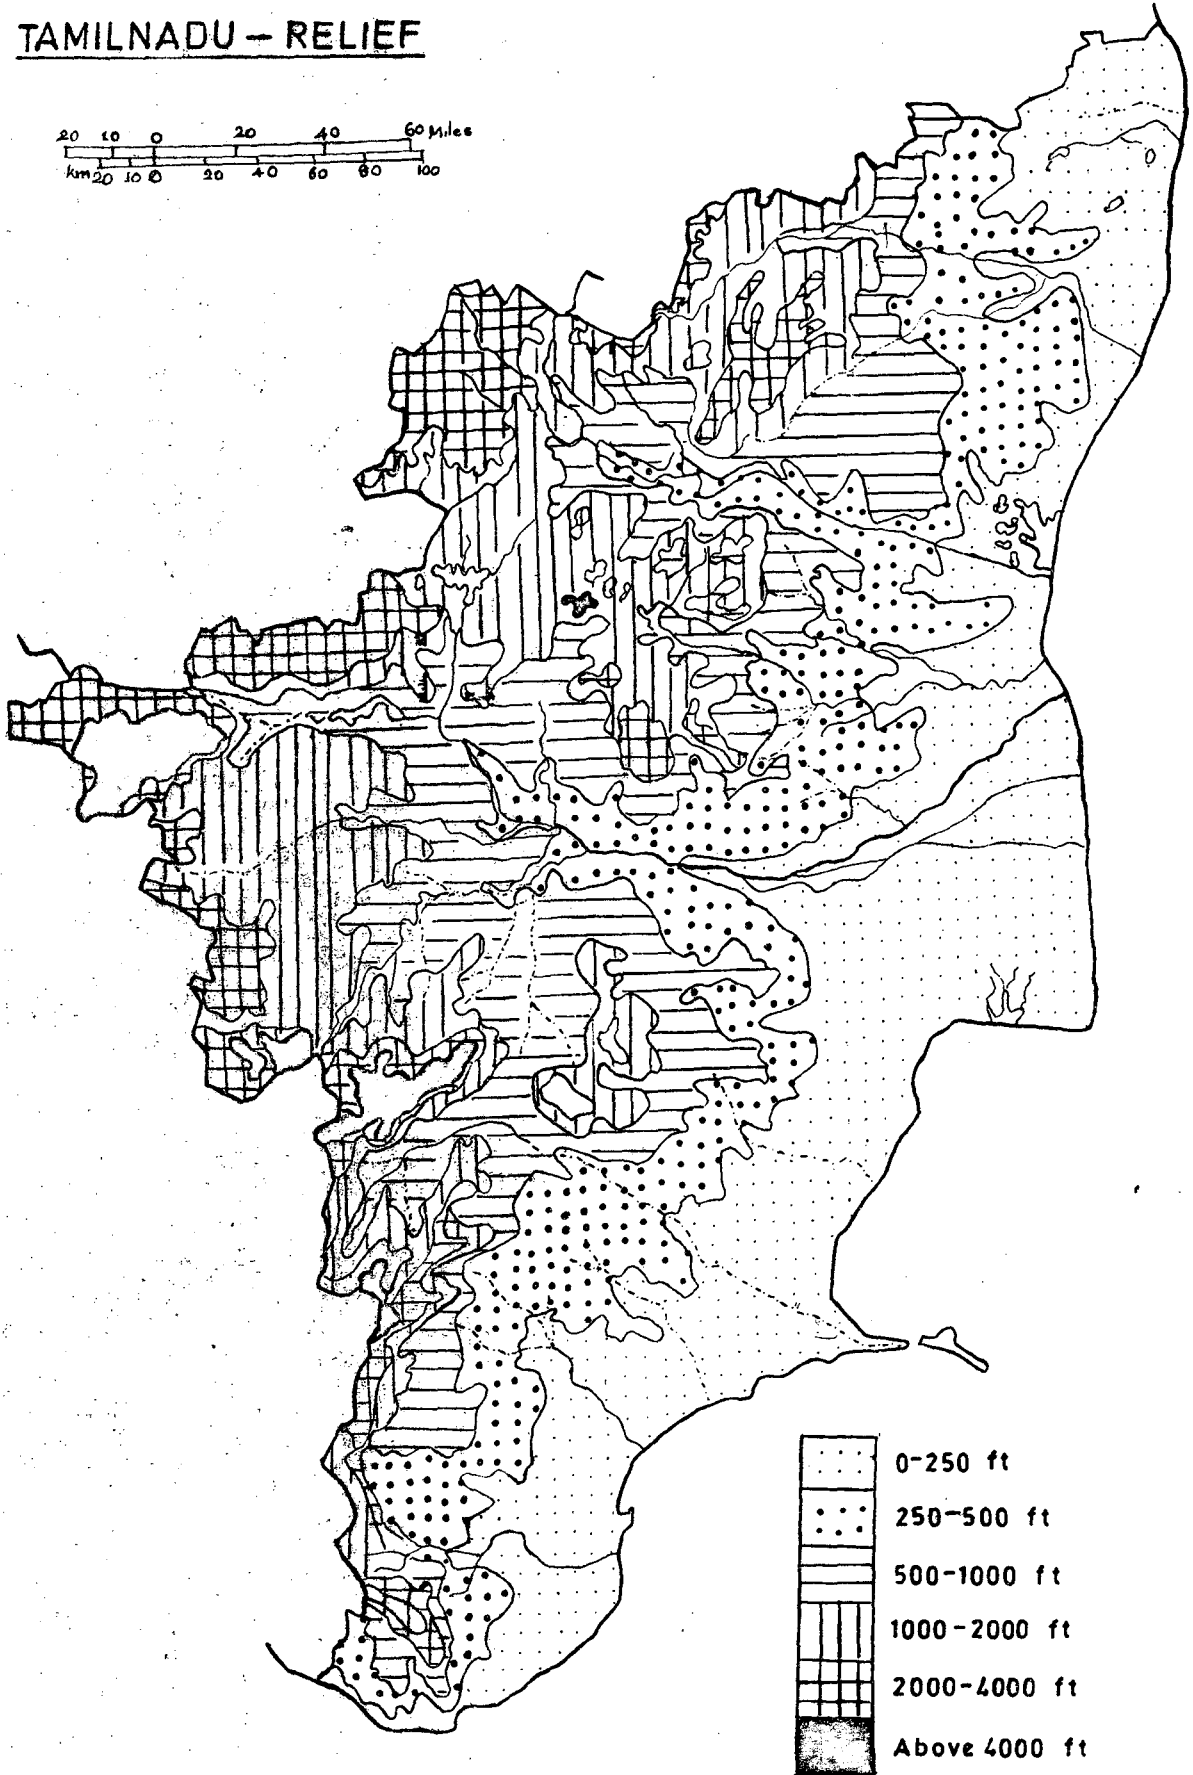 TAMILNADU – RELIEF
20 10 0 20 40 60 Miles
km 20 10 0 20 40 60 80 100
0-250 ft
250-500 ft
500-1000 ft
1000-2000 ft
2000-4000 ft
Above 4000 ft